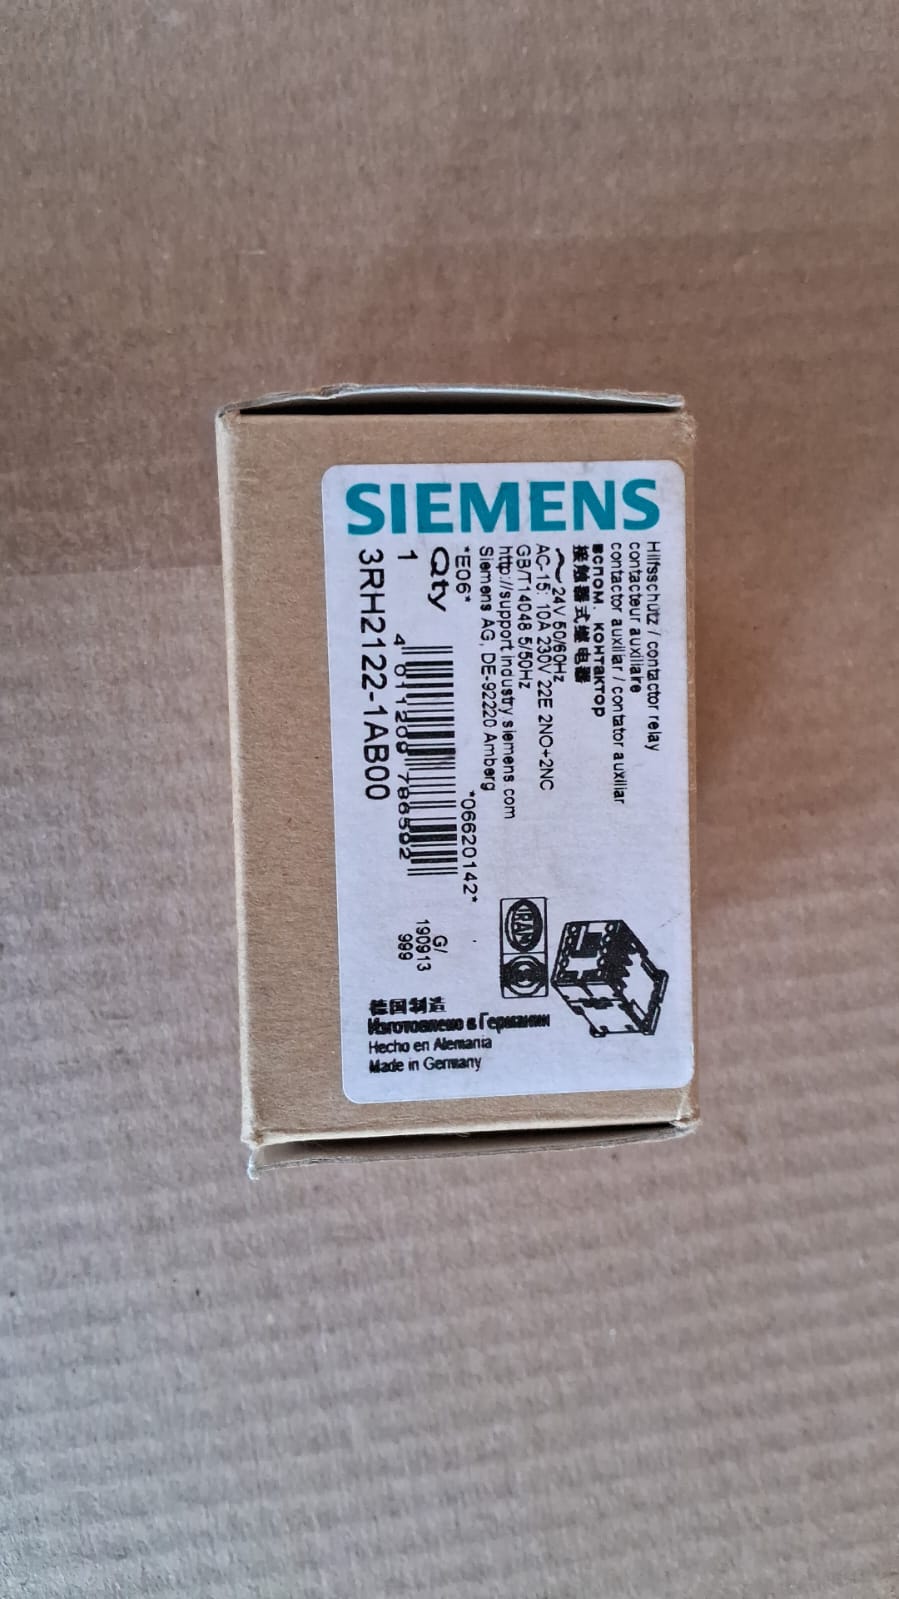 SIEMENS
Hilfsschütz / contactor relay
contacteur auxiliaire
contactor auxiliar / contator auxiliar
вспом. контактор
接触器式继电器
~ 24V 50/60Hz
AC-15: 10A 230V 22E 2NO+2NC
GB/T14048 5/50Hz
http://support industry siemens com
Siemens AG, DE-92220 Amberg
*E06* *06620142*
Qty
1
4 011209 786592
3RH2122-1AB00
G/
190913
999
德国制造
Изготовлено в Германии
Hecho en Alemania
Made in Germany